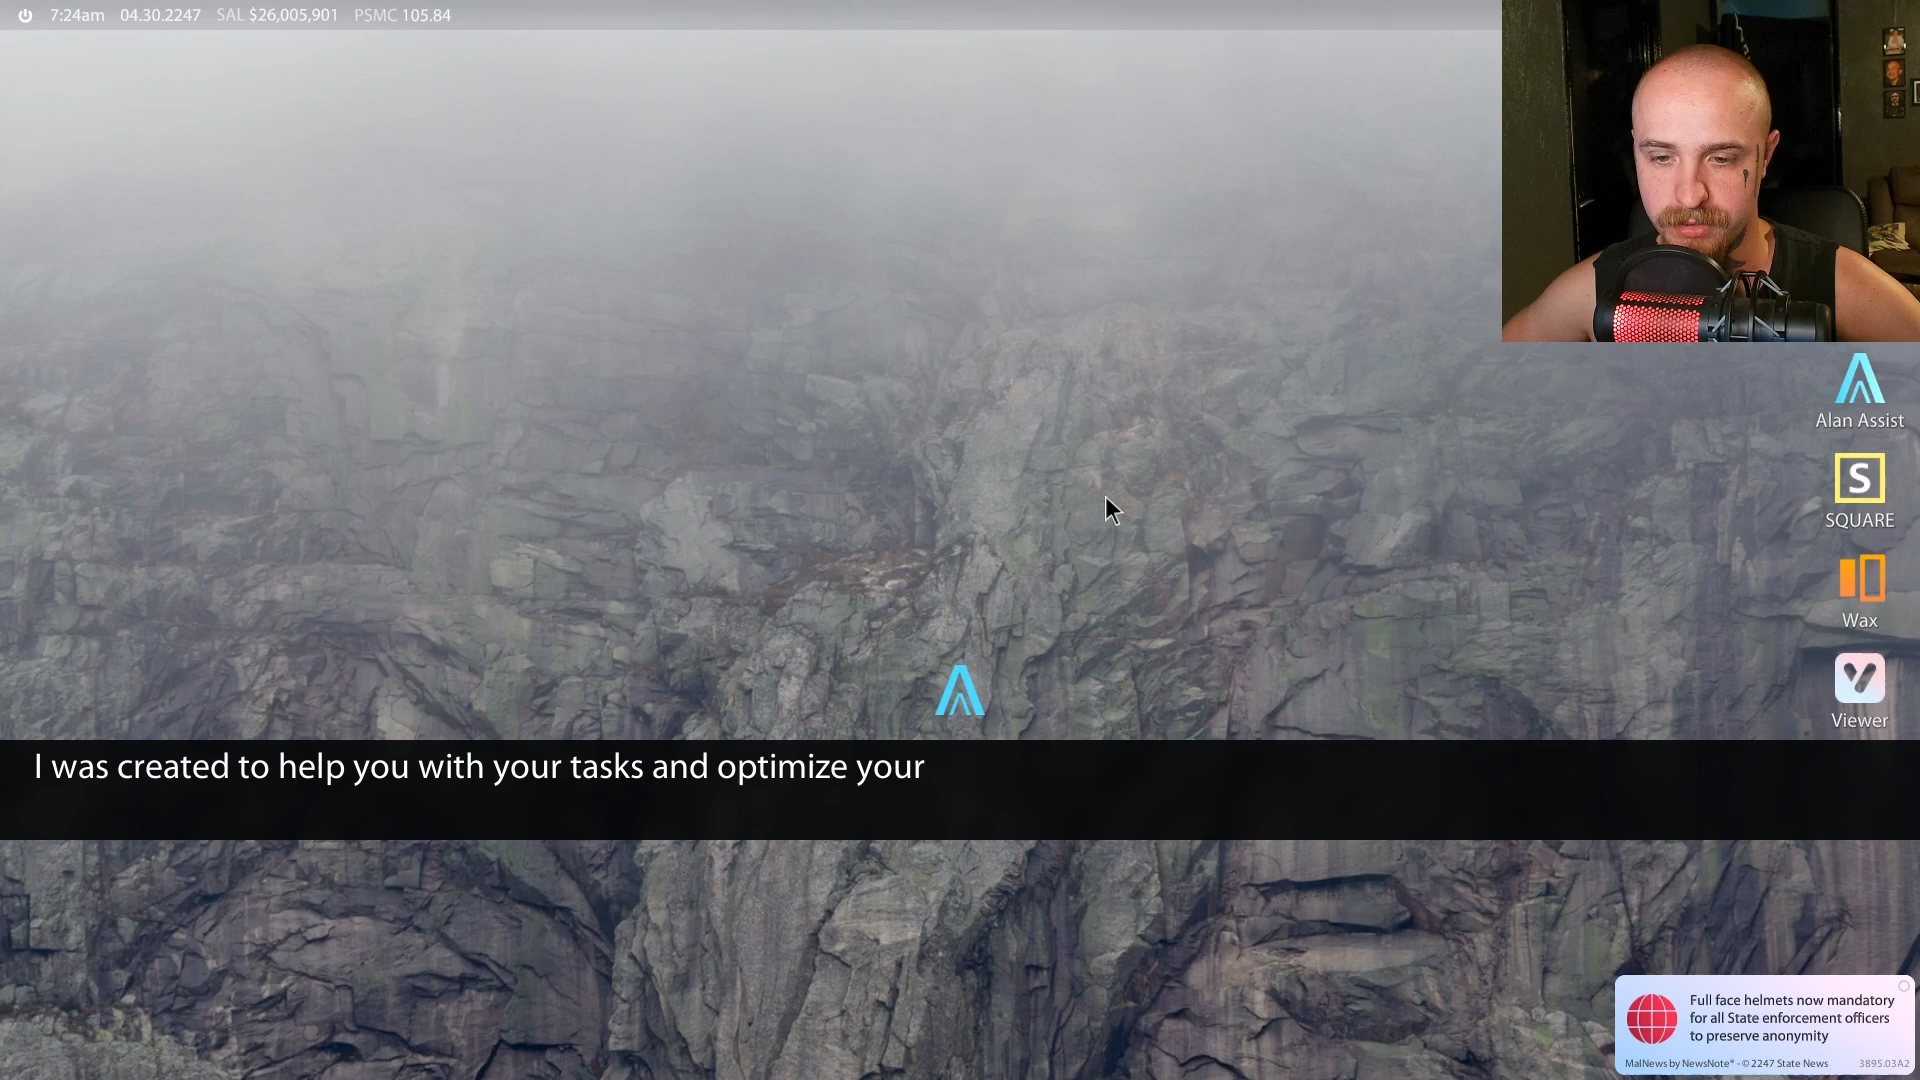 7:24am 04.30.2247 SAL $26,005,901 PSMC 105.84
Alan Assist
S
SQUARE
Wax
Viewer
I was created to help you with your tasks and optimize your
Full face helmets now mandatory
for all State enforcement officers
to preserve anonymity
MalNews by NewsNote® - © 2247 State News 3895.03A2